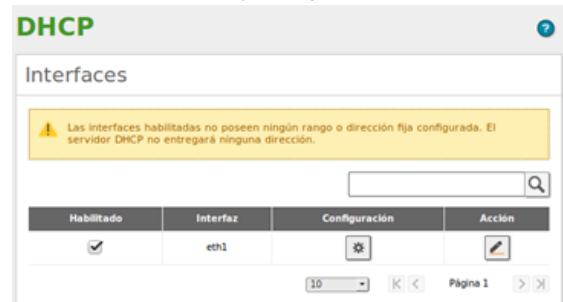 DHCP
?
Interfaces
Las interfaces habilitadas no poseen ningún rango o dirección fija configurada. El
servidor DHCP no entregará ninguna dirección.
Habilitado Interfaz Configuración Acción
eth1
10 Página 1